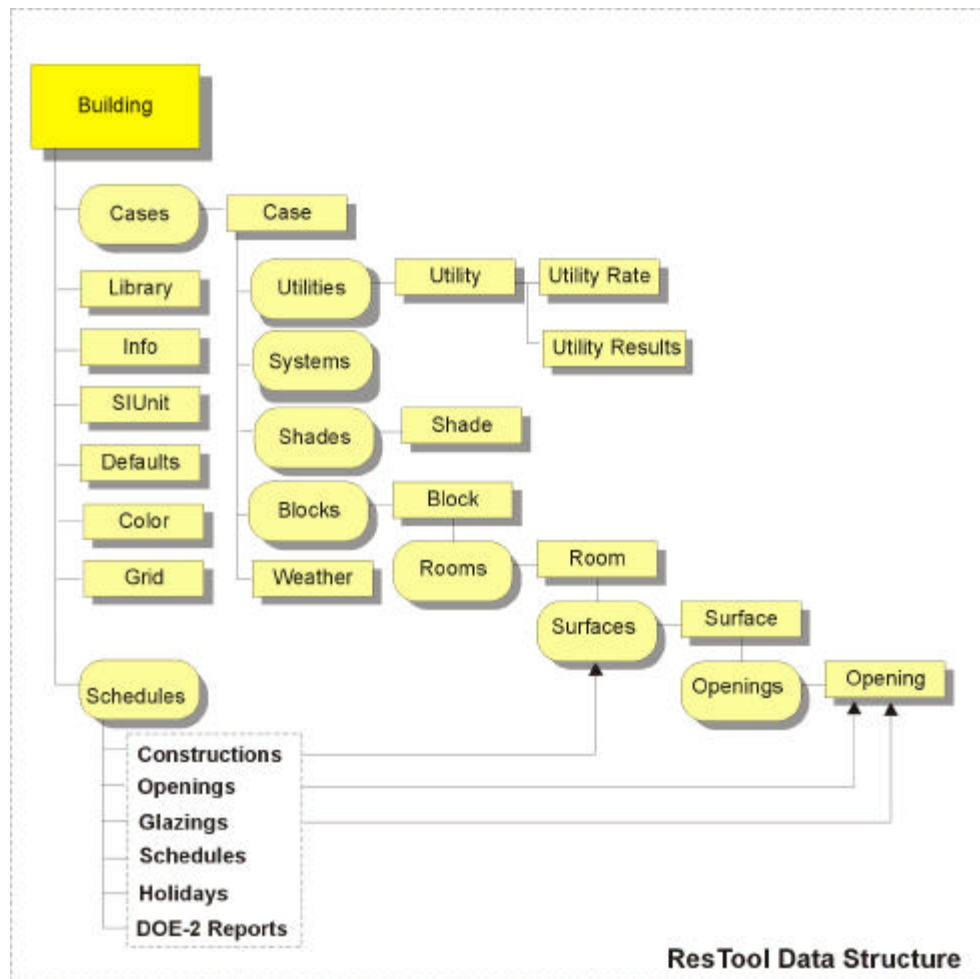 Building
Cases
Case
Library
Utilities
Utility
Utility Rate
Info
Utility Results
Systems
SIUnit
Shades
Shade
Defaults
Blocks
Block
Color
Rooms
Room
Grid
Weather
Surfaces
Surface
Openings
Opening
Schedules
Constructions
Openings
Glazings
Schedules
Holidays
DOE-2 Reports
ResTool Data Structure